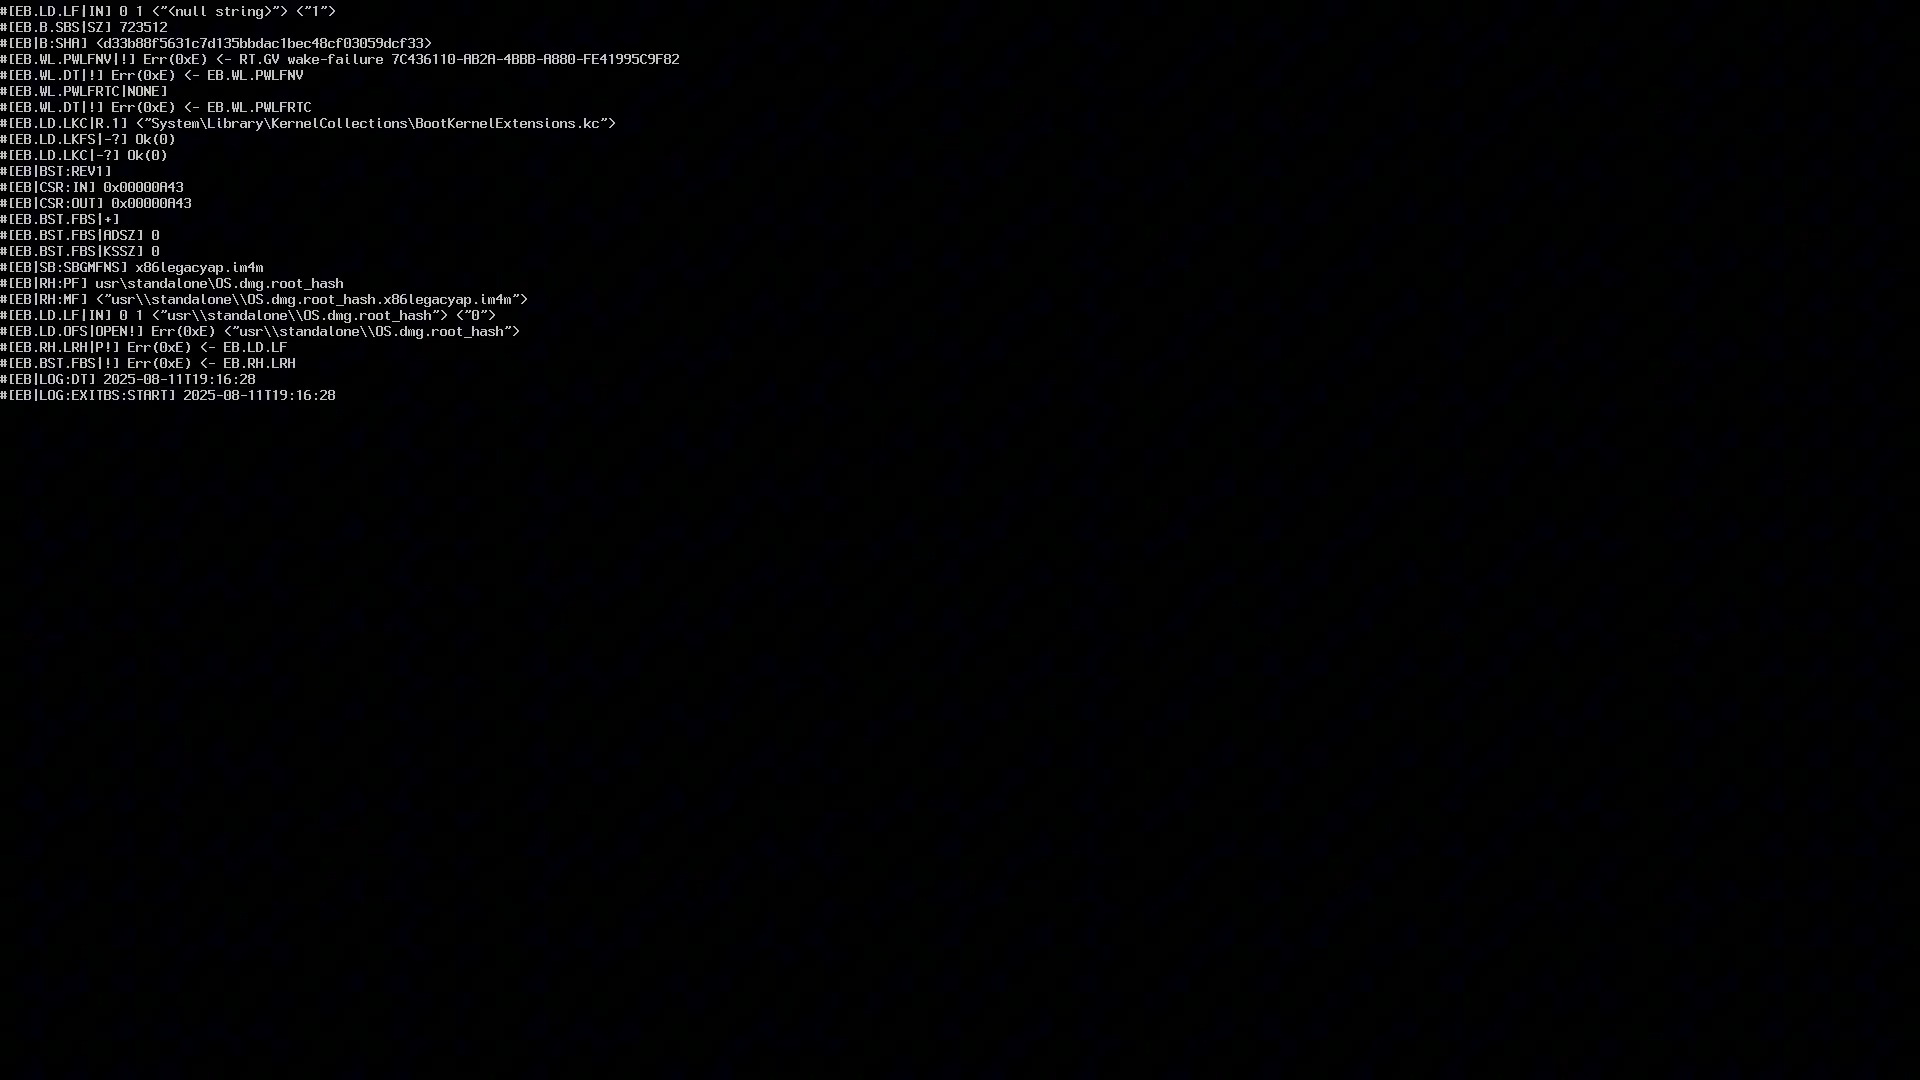 #[EB.LD.LF|IN] 0 1 <"<null string>"> <"1">
#[EB.B.SBS|SZ] 723512
#[EB|B:SHA] <d33b88f5631c7d135bbdac1bec48cf03059dcf33>
#[EB.WL.PWLFNV|!] Err(0xE) <- RT.GV wake-failure 7C436110-AB2A-4BBB-A880-FE41995C9F82
#[EB.WL.DT|!] Err(0xE) <- EB.WL.PWLFNV
#[EB.WL.PWLFRTC|NONE]
#[EB.WL.DT|!] Err(0xE) <- EB.WL.PWLFRTC
#[EB.LD.LKC|R.1] <"System\Library\KernelCollections\BootKernelExtensions.kc">
#[EB.LD.LKFS|-?] Ok(0)
#[EB.LD.LKC|-?] Ok(0)
#[EB|BST:REV1]
#[EB|CSR:IN] 0x00000A43
#[EB|CSR:OUT] 0x00000A43
#[EB.BST.FBS|+]
#[EB.BST.FBS|ADSZ] 0
#[EB.BST.FBS|KSSZ] 0
#[EB|SB:SBGMFNS] x86legacyap.im4m
#[EB|RH:PF] usr\standalone\OS.dmg.root_hash
#[EB|RH:MF] <"usr\\standalone\\OS.dmg.root_hash.x86legacyap.im4m">
#[EB.LD.LF|IN] 0 1 <"usr\\standalone\\OS.dmg.root_hash"> <"0">
#[EB.LD.OFS|OPEN!] Err(0xE) <"usr\\standalone\\OS.dmg.root_hash">
#[EB.RH.LRH|P!] Err(0xE) <- EB.LD.LF
#[EB.BST.FBS|!] Err(0xE) <- EB.RH.LRH
#[EB|LOG:DT] 2025-08-11T19:16:28
#[EB|LOG:EXITBS:START] 2025-08-11T19:16:28